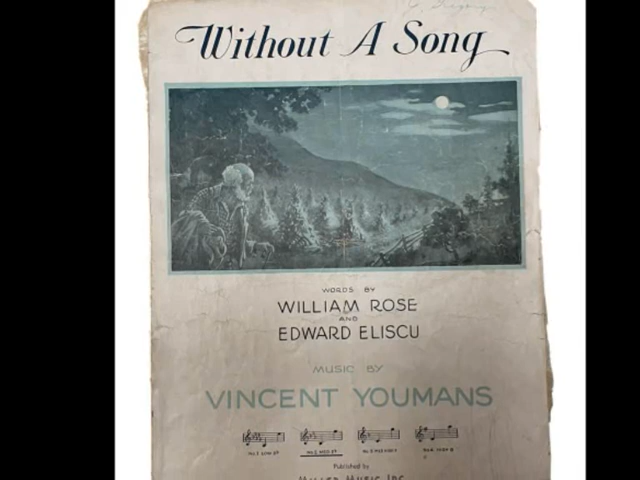 Without A Song
WORDS BY
WILLIAM ROSE
AND
EDWARD ELISCU
MUSIC BY
VINCENT YOUMANS
Published by